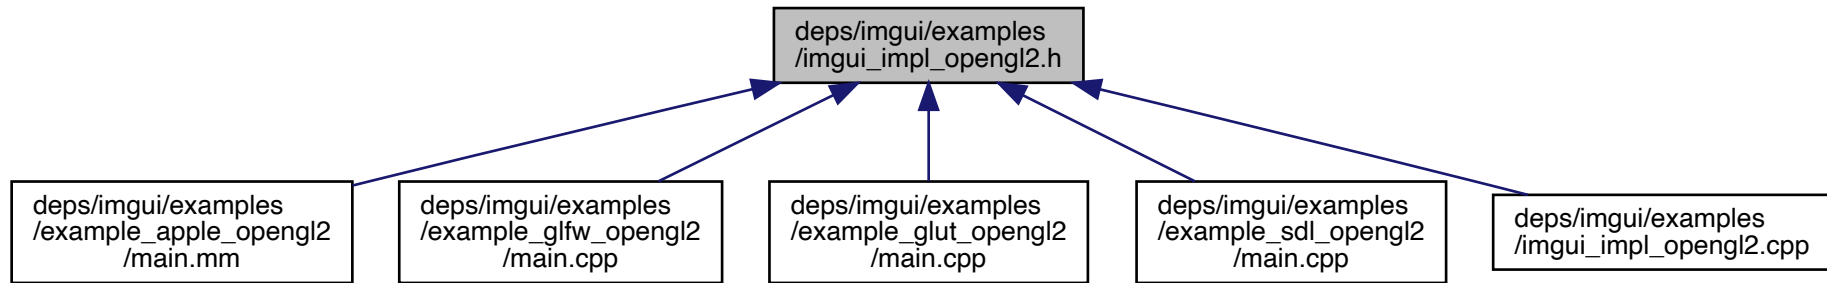 deps/imgui/examples
/imgui_impl_opengl2.h
deps/imgui/examples
/example_apple_opengl2
/main.mm
deps/imgui/examples
/example_glfw_opengl2
/main.cpp
deps/imgui/examples
/example_glut_opengl2
/main.cpp
deps/imgui/examples
/example_sdl_opengl2
/main.cpp
deps/imgui/examples
/imgui_impl_opengl2.cpp